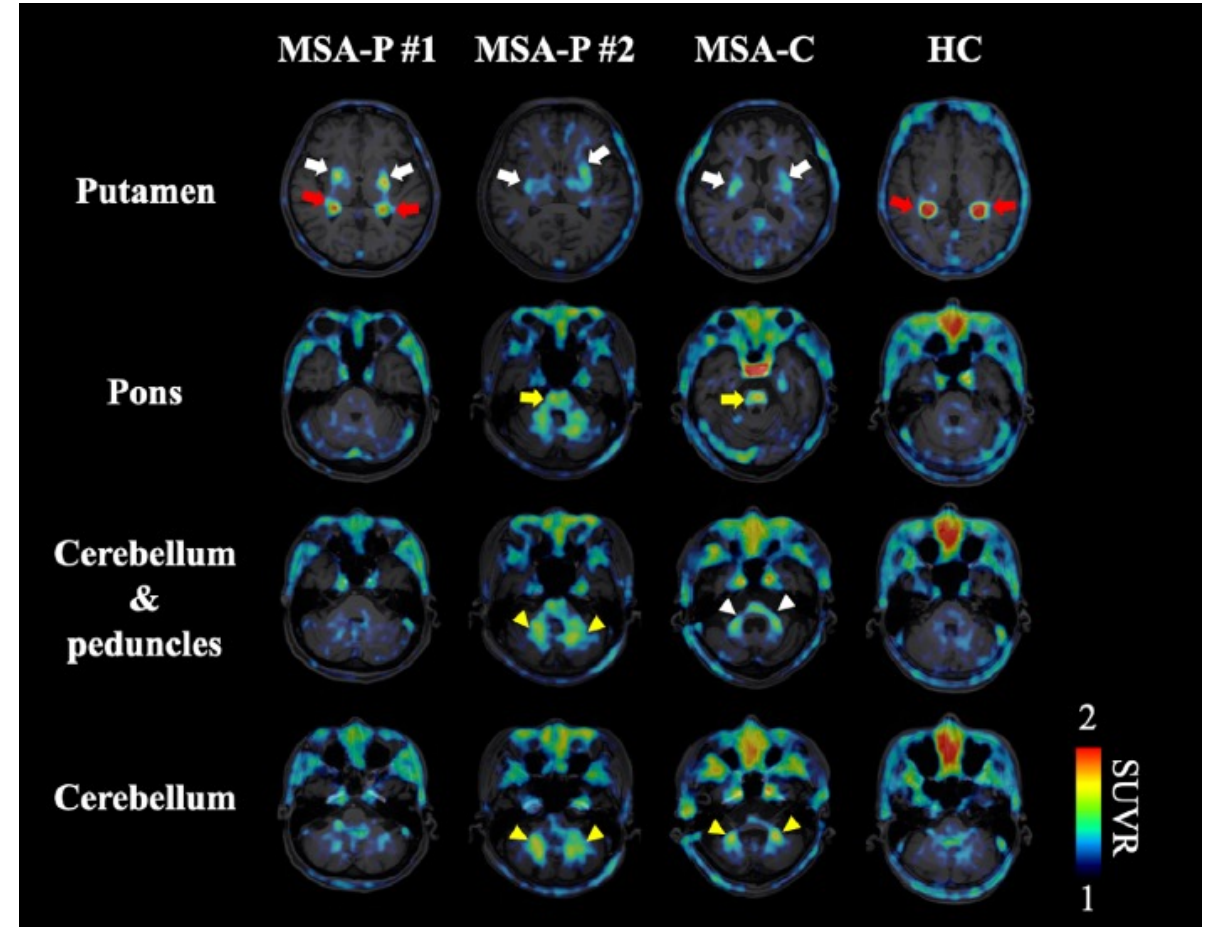 MSA-P #1 MSA-P #2 MSA-C HC
Putamen
Pons
Cerebellum
&
peduncles
Cerebellum
2
SUVR
1